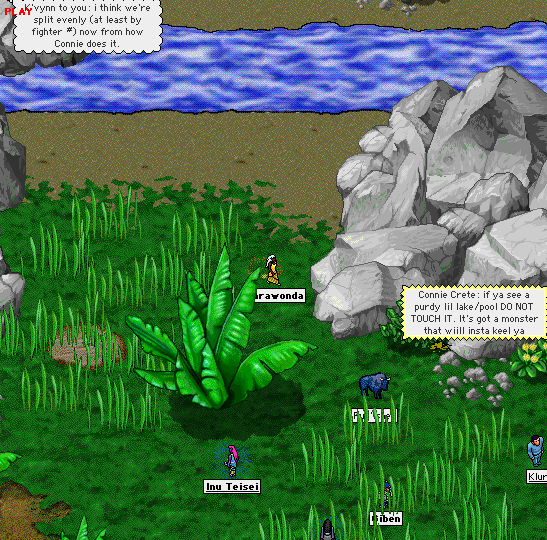 PLAY
K'vynn to you: i think we're
split evenly (at least by
fighter #) now from how
Connie does it.
arawonda
Connie Crete: if ya see a
purdy lil lake/pool DO NOT
TOUCH IT. It's got a monster
that wiill insta keel ya
Inu Teisei
Klur
iben